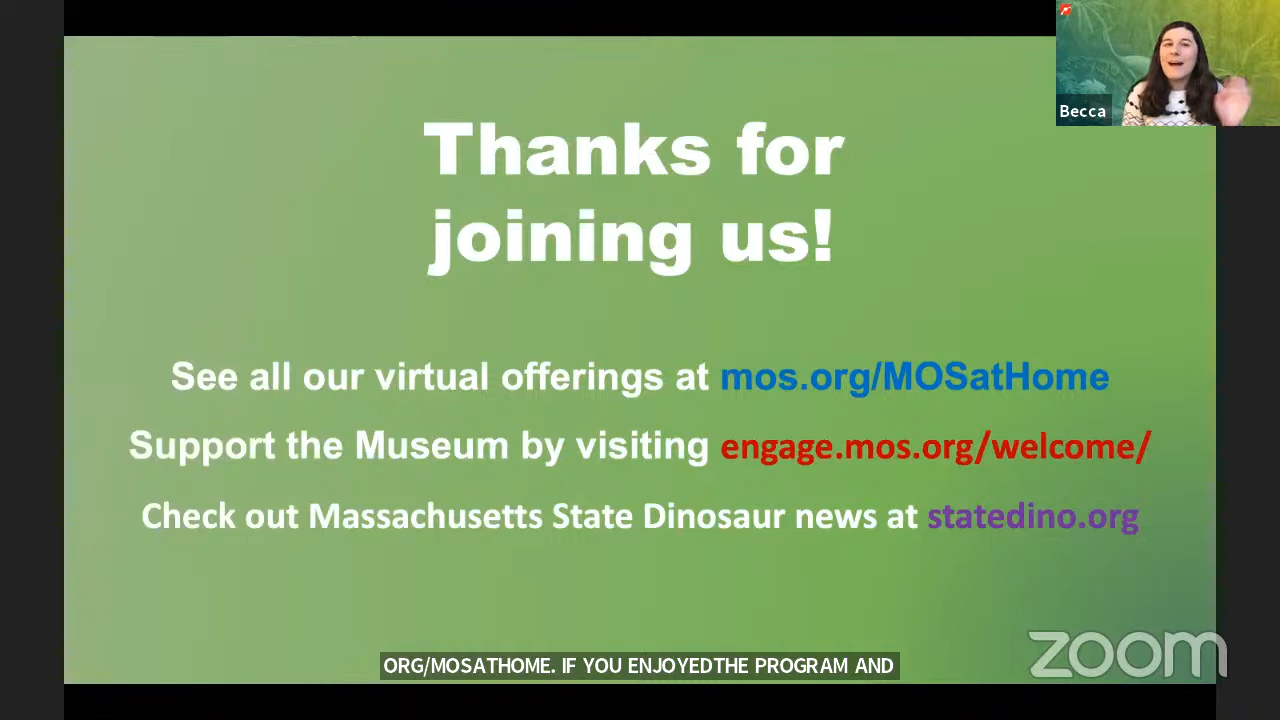 Becca
Thanks for
joining us!
See all our virtual offerings at mos.org/MOSatHome
Support the Museum by visiting engage.mos.org/welcome/
Check out Massachusetts State Dinosaur news at statedino.org
ORG/MOSATHOME. IF YOU ENJOYEDTHE PROGRAM AND
zoom